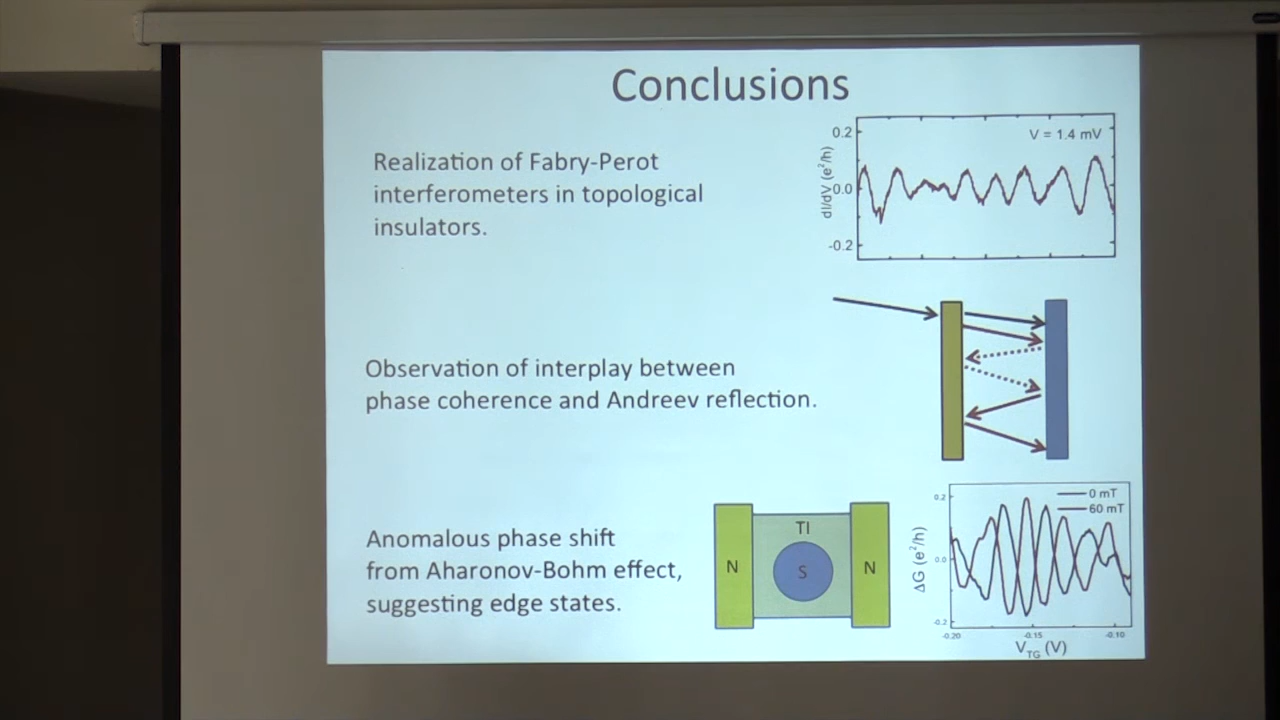 Conclusions
Realization of Fabry-Perot
interferometers in topological
insulators.
0.2
0.0
-0.2
dI/dV (e²/h)
V = 1.4 mV
Observation of interplay between
phase coherence and Andreev reflection.
Anomalous phase shift
from Aharonov-Bohm effect,
suggesting edge states.
N
TI
S
N
0.2
0.0
-0.2
ΔG (e²/h)
0 mT
60 mT
-0.20
-0.15
-0.10
V_TG (V)